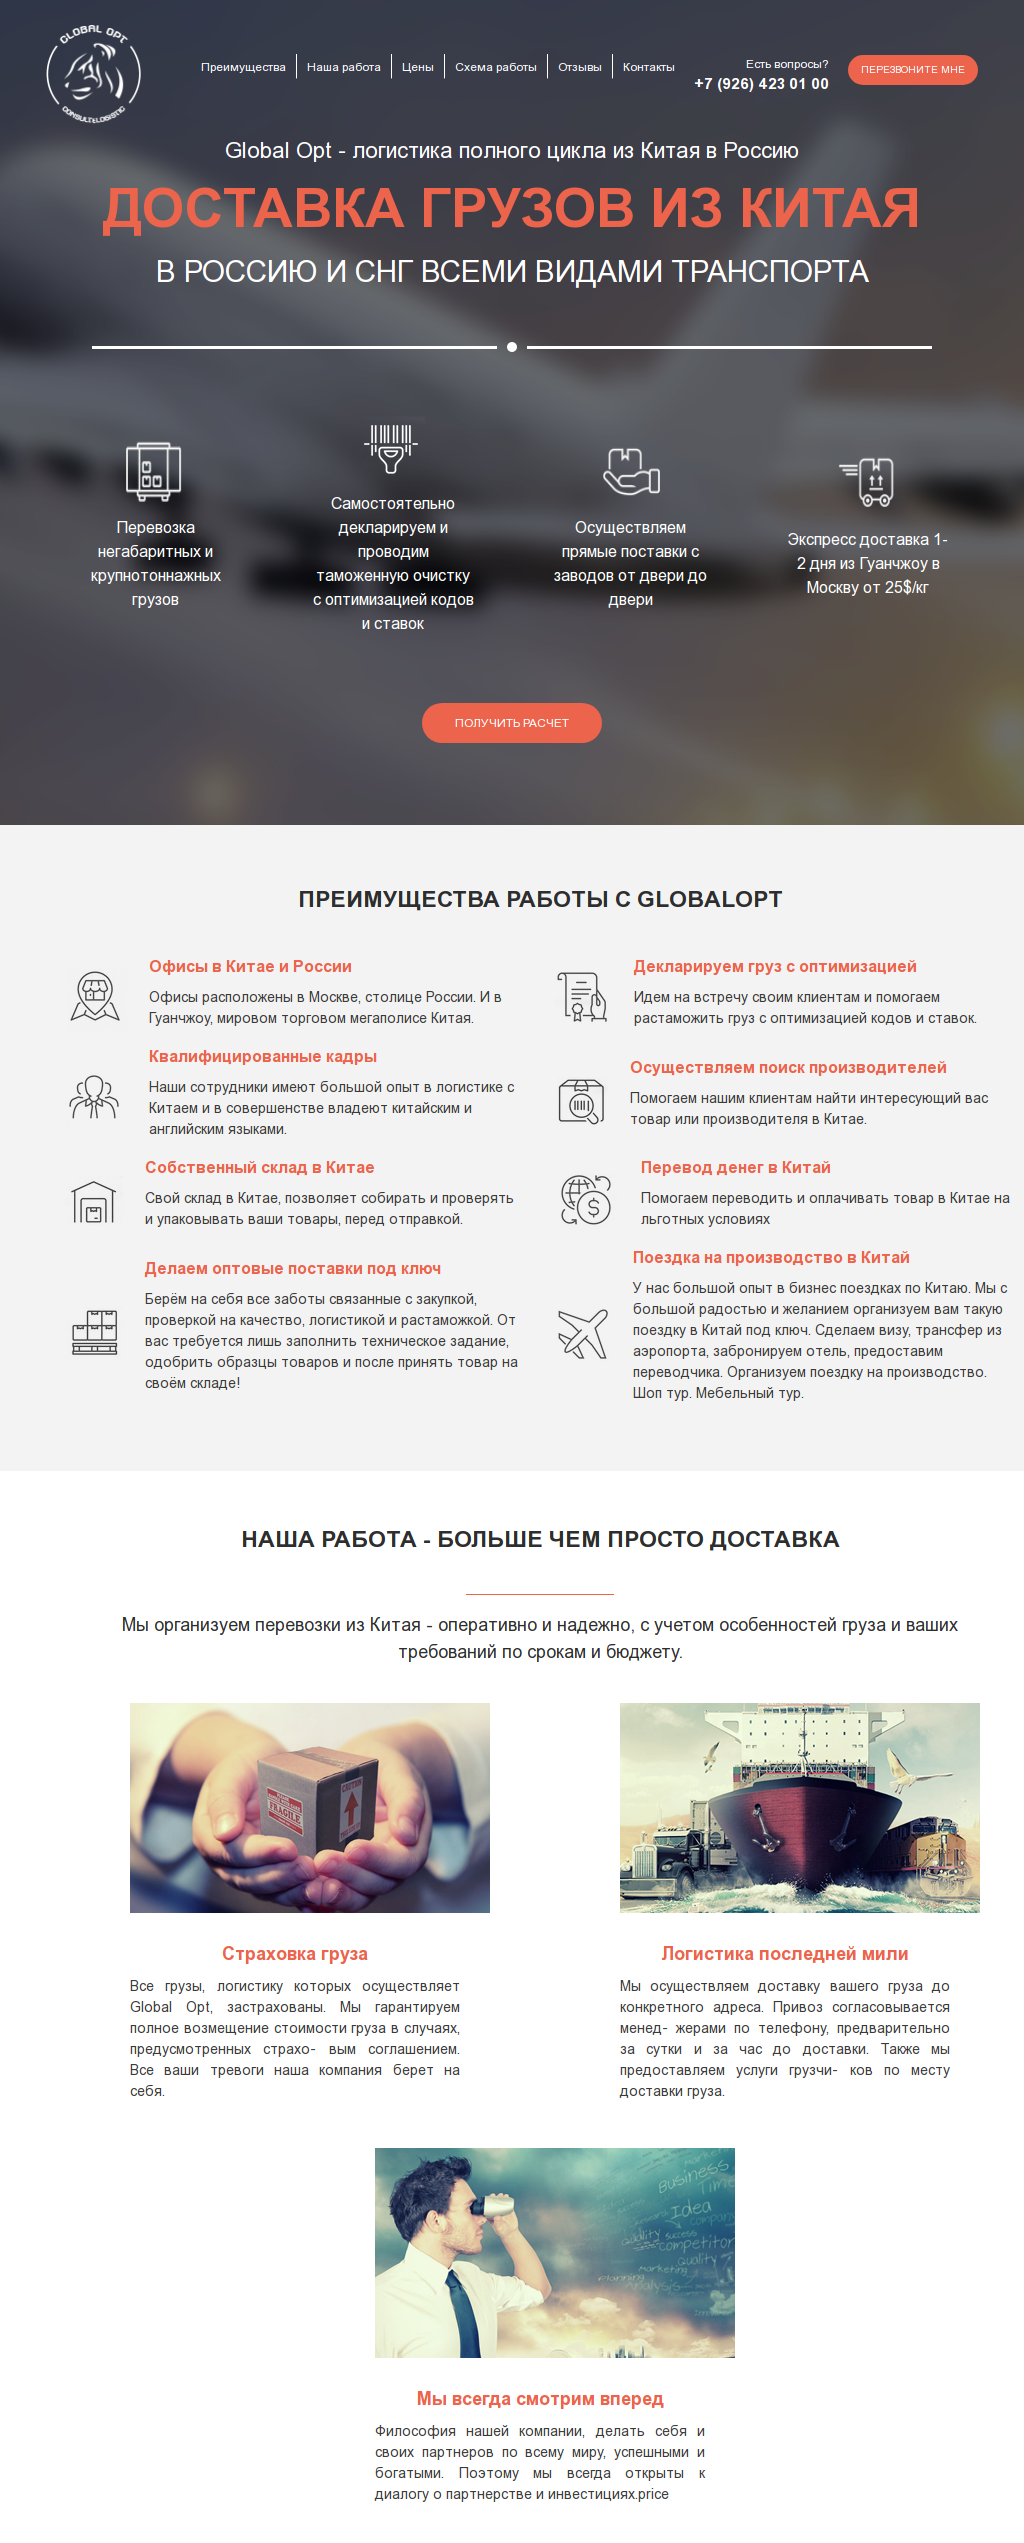 GLOBAL OPT
CONSULT&LOGISTIC
Преимущества
Наша работа
Цены
Схема работы
Отзывы
Контакты
Есть вопросы?
+7 (926) 423 01 00
ПЕРЕЗВОНИТЕ МНЕ
Global Opt - логистика полного цикла из Китая в Россию
ДОСТАВКА ГРУЗОВ ИЗ КИТАЯ
В РОССИЮ И СНГ ВСЕМИ ВИДАМИ ТРАНСПОРТА
Перевозка
негабаритных и
крупнотоннажных
грузов
Самостоятельно
декларируем и
проводим
таможенную очистку
с оптимизацией кодов
и ставок
Осуществляем
прямые поставки с
заводов от двери до
двери
Экспресс доставка 1-
2 дня из Гуанчжоу в
Москву от 25$/кг
ПОЛУЧИТЬ РАСЧЕТ
ПРЕИМУЩЕСТВА РАБОТЫ С GLOBALOPT
Офисы в Китае и России
Офисы расположены в Москве, столице России. И в
Гуанчжоу, мировом торговом мегаполисе Китая.
Квалифицированные кадры
Наши сотрудники имеют большой опыт в логистике с
Китаем и в совершенстве владеют китайским и
английским языками.
Собственный склад в Китае
Свой склад в Китае, позволяет собирать и проверять
и упаковывать ваши товары, перед отправкой.
Делаем оптовые поставки под ключ
Берём на себя все заботы связанные с закупкой,
проверкой на качество, логистикой и растаможкой. От
вас требуется лишь заполнить техническое задание,
одобрить образцы товаров и после принять товар на
своём складе!
Декларируем груз с оптимизацией
Идем на встречу своим клиентам и помогаем
растаможить груз с оптимизацией кодов и ставок.
Осуществляем поиск производителей
Помогаем нашим клиентам найти интересующий вас
товар или производителя в Китае.
Перевод денег в Китай
Помогаем переводить и оплачивать товар в Китае на
льготных условиях
Поездка на производство в Китай
У нас большой опыт в бизнес поездках по Китаю. Мы с
большой радостью и желанием организуем вам такую
поездку в Китай под ключ. Сделаем визу, трансфер из
аэропорта, забронируем отель, предоставим
переводчика. Организуем поездку на производство.
Шоп тур. Мебельный тур.
НАША РАБОТА - БОЛЬШЕ ЧЕМ ПРОСТО ДОСТАВКА
Мы организуем перевозки из Китая - оперативно и надежно, с учетом особенностей груза и ваших
требований по срокам и бюджету.
FRAGILE
CAUTION
Страховка груза
Все грузы, логистику которых осуществляет
Global Opt, застрахованы. Мы гарантируем
полное возмещение стоимости груза в случаях,
предусмотренных страхо- вым соглашением.
Все ваши тревоги наша компания берет на
себя.
Логистика последней мили
Мы осуществляем доставку вашего груза до
конкретного адреса. Привоз согласовывается
менед- жерами по телефону, предварительно
за сутки и за час до доставки. Также мы
предоставляем услуги грузчи- ков по месту
доставки груза.
Business
Time
Idea
company
quality
success
competitor
quality
marketing
planning
Analysis
Мы всегда смотрим вперед
Философия нашей компании, делать себя и
своих партнеров по всему миру, успешными и
богатыми. Поэтому мы всегда открыты к
диалогу о партнерстве и инвестициях.price